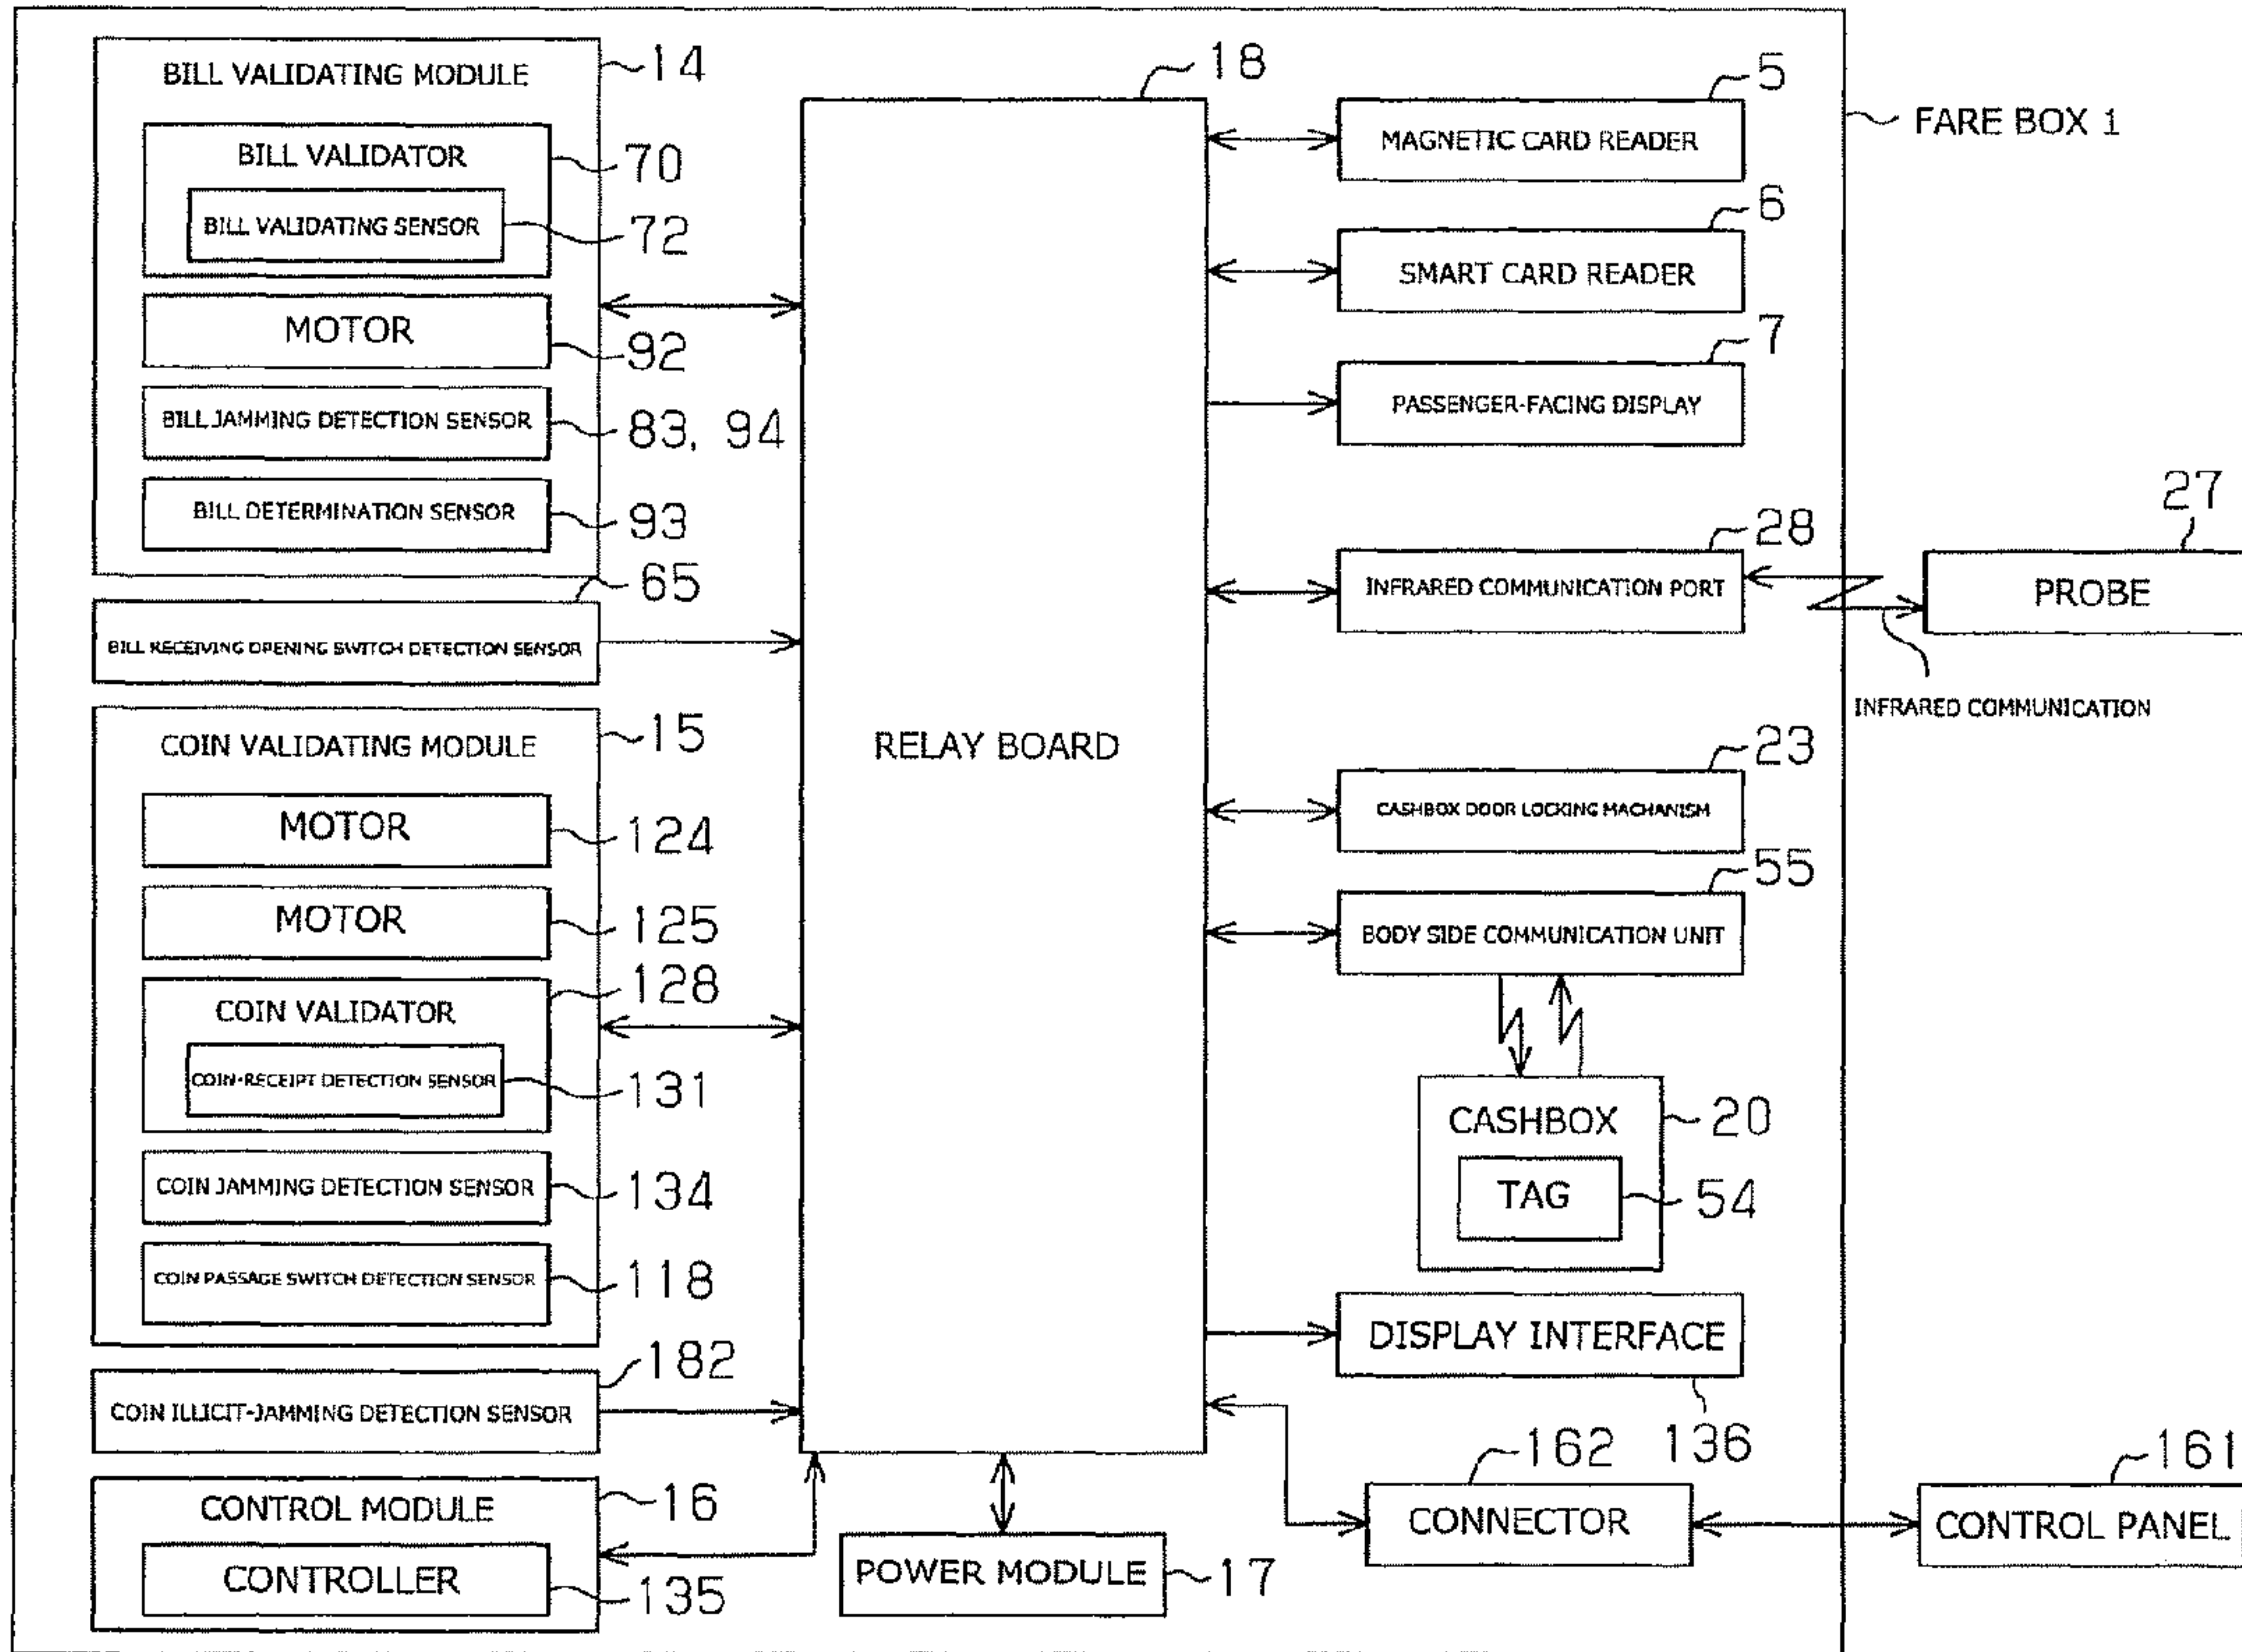 BILL VALIDATING MODULE
14
BILL VALIDATOR
70
BILL VALIDATING SENSOR
72
MOTOR
92
BILL JAMMING DETECTION SENSOR
83, 94
BILL DETERMINATION SENSOR
93
65
BILL RECEIVING OPENING SWITCH DETECTION SENSOR
COIN VALIDATING MODULE
15
MOTOR
124
MOTOR
125
COIN VALIDATOR
128
COIN-RECEIPT DETECTION SENSOR
131
COIN JAMMING DETECTION SENSOR
134
COIN PASSAGE SWITCH DETECTION SENSOR
118
182
COIN ILLICIT-JAMMING DETECTION SENSOR
CONTROL MODULE
16
CONTROLLER
135
18
RELAY BOARD
POWER MODULE
17
5
MAGNETIC CARD READER
6
SMART CARD READER
7
PASSENGER-FACING DISPLAY
28
INFRARED COMMUNICATION PORT
23
CASHBOX DOOR LOCKING MACHANISM
55
BODY SIDE COMMUNICATION UNIT
CASHBOX
20
TAG
54
DISPLAY INTERFACE
136
162
CONNECTOR
FARE BOX 1
27
PROBE
INFRARED COMMUNICATION
161
CONTROL PANEL